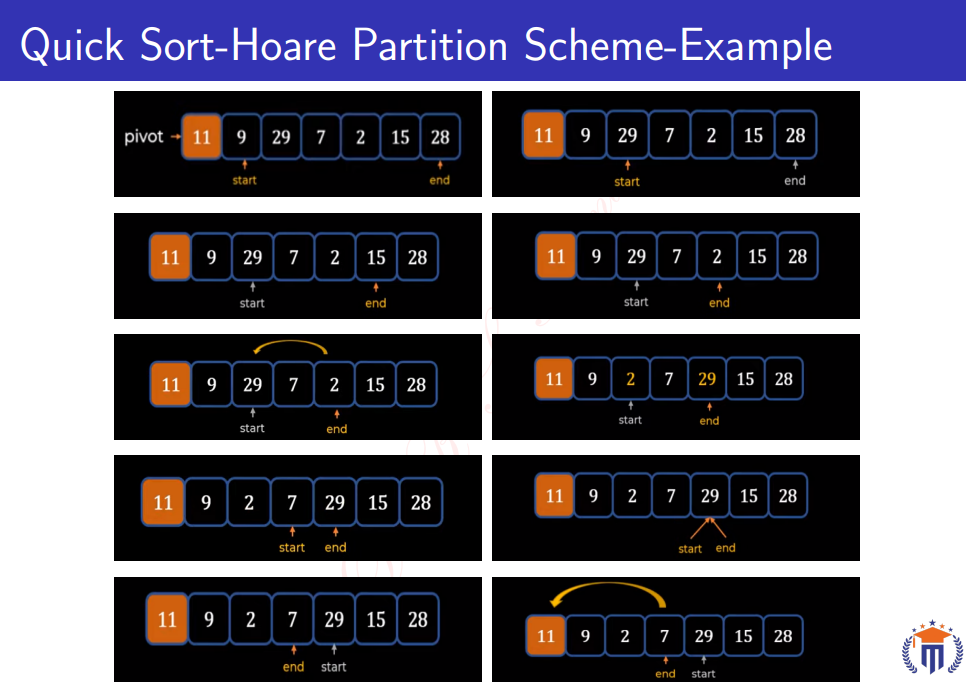 Quick Sort-Hoare Partition Scheme-Example
pivot 11 9 29 7 2 15 28
start end
11 9 29 7 2 15 28
start end
11 9 29 7 2 15 28
start end
11 9 29 7 2 15 28
start end
11 9 29 7 2 15 28
start end
11 9 2 7 29 15 28
start end
11 9 2 7 29 15 28
start end
11 9 2 7 29 15 28
start end
11 9 2 7 29 15 28
end start
11 9 2 7 29 15 28
end start